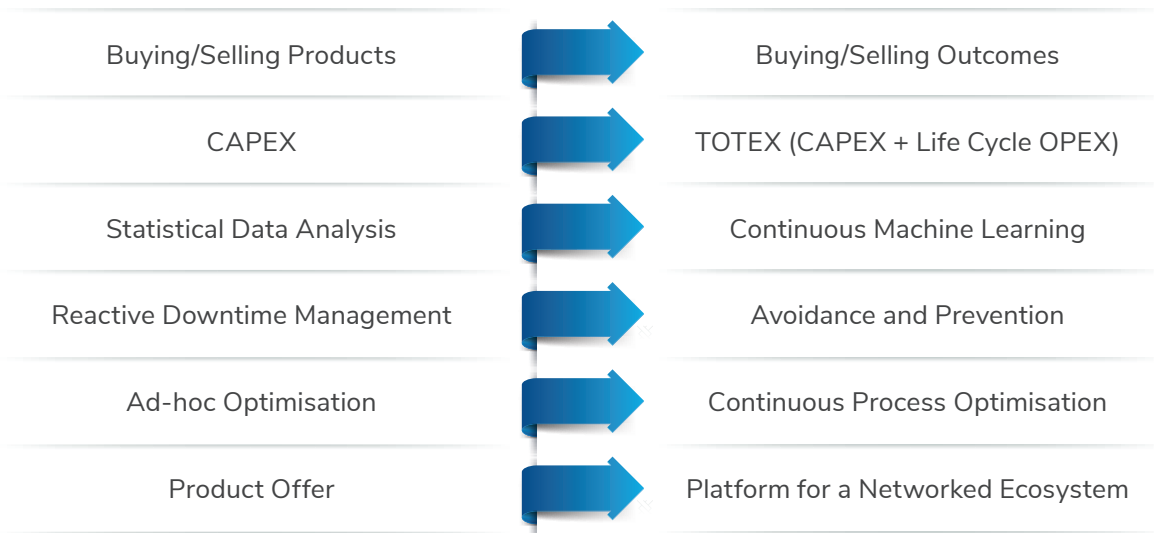 Buying/Selling Products
Buying/Selling Outcomes
CAPEX
TOTEX (CAPEX + Life Cycle OPEX)
Statistical Data Analysis
Continuous Machine Learning
Reactive Downtime Management
Avoidance and Prevention
Ad-hoc Optimisation
Continuous Process Optimisation
Product Offer
Platform for a Networked Ecosystem